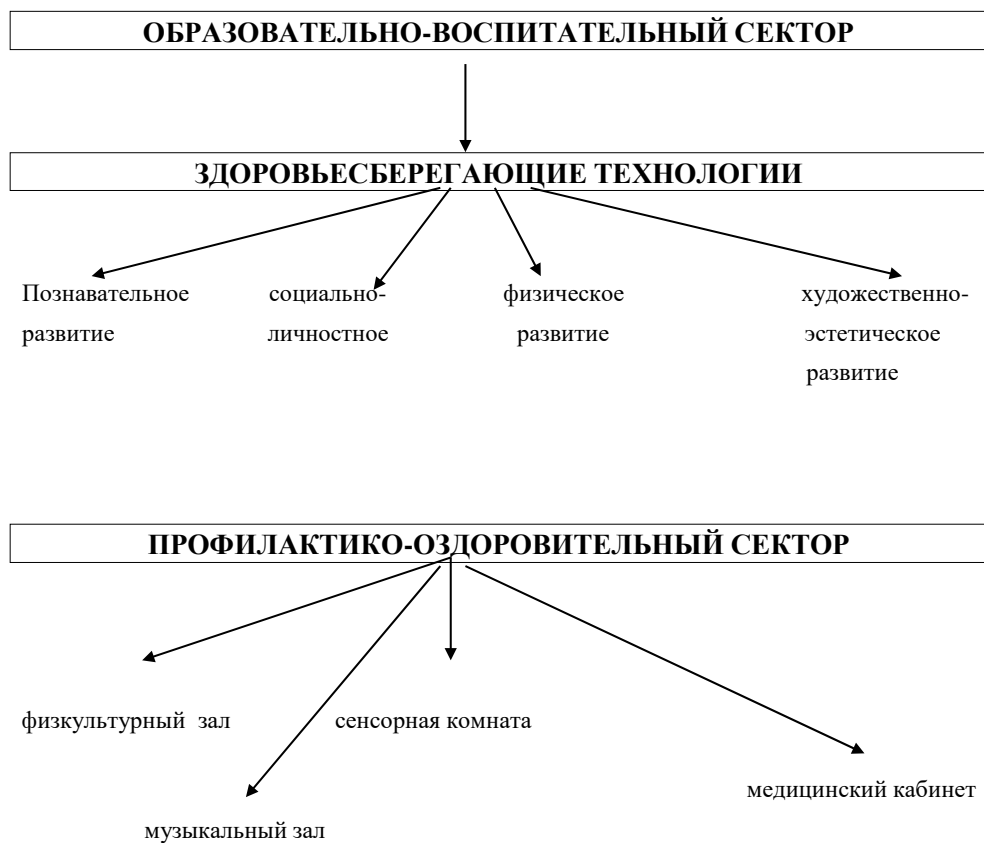 ОБРАЗОВАТЕЛЬНО-ВОСПИТАТЕЛЬНЫЙ СЕКТОР
ЗДОРОВЬЕСБЕРЕГАЮЩИЕ ТЕХНОЛОГИИ
Познавательное социально- физическое художественно-
развитие личностное развитие эстетическое
развитие
ПРОФИЛАКТИКО-ОЗДОРОВИТЕЛЬНЫЙ СЕКТОР
физкультурный зал сенсорная комната
медицинский кабинет
музыкальный зал